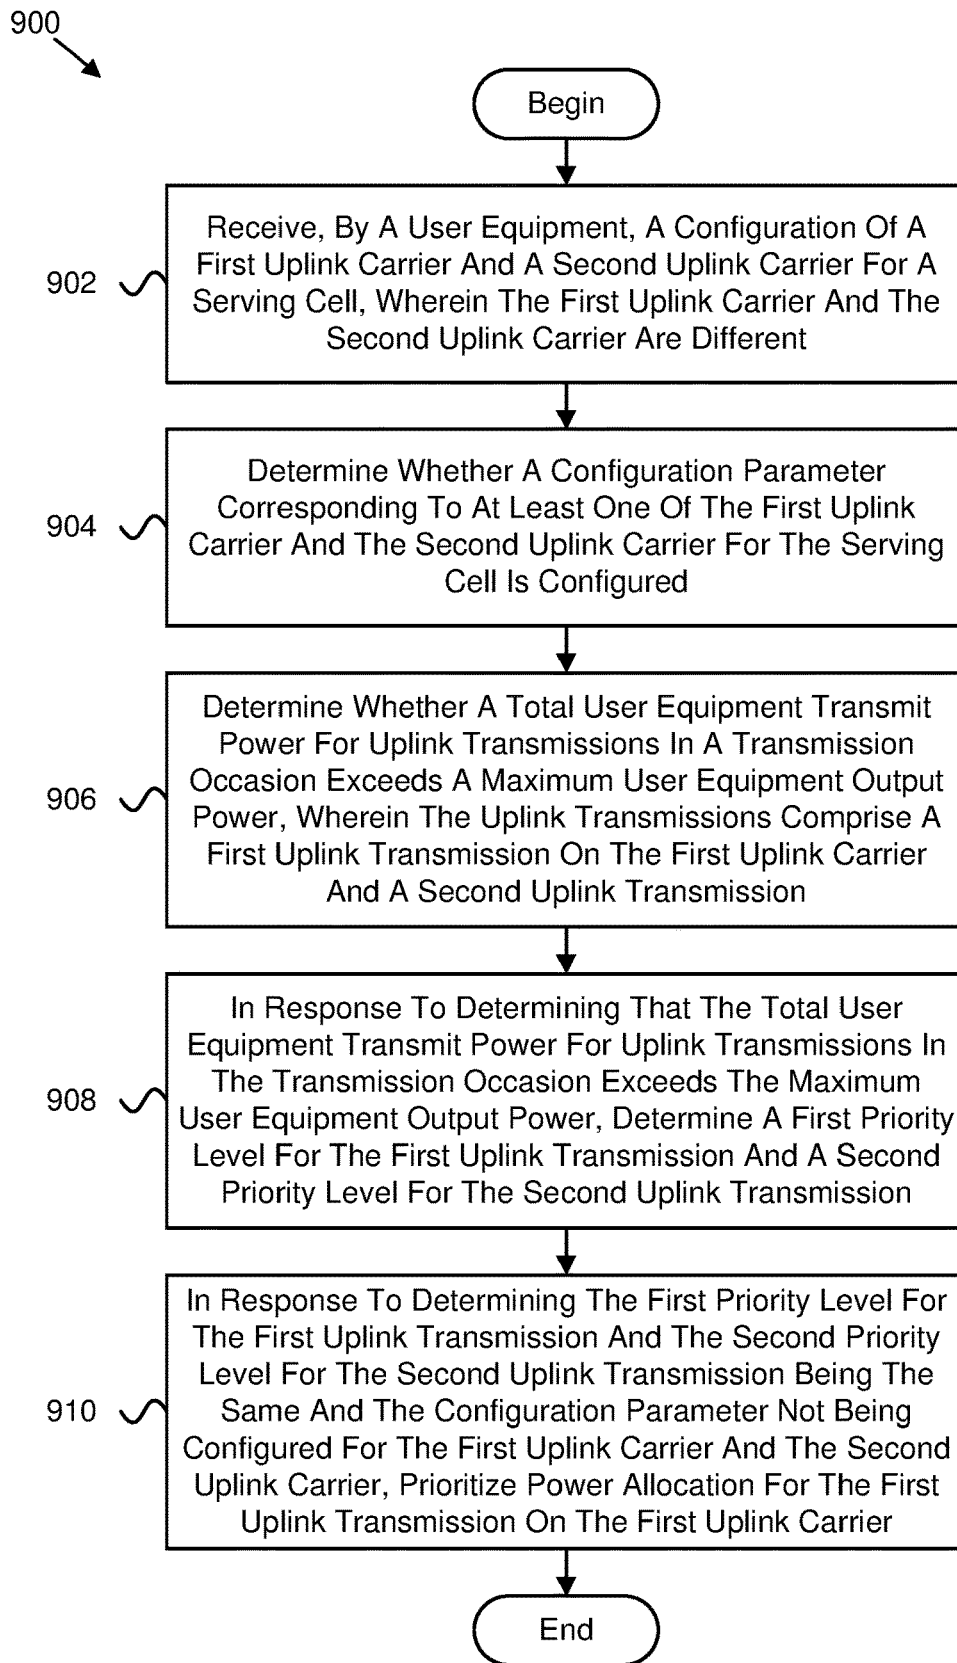 900
Begin
Receive, By A User Equipment, A Configuration Of A
First Uplink Carrier And A Second Uplink Carrier For A
Serving Cell, Wherein The First Uplink Carrier And The
Second Uplink Carrier Are Different
902
Determine Whether A Configuration Parameter
Corresponding To At Least One Of The First Uplink
Carrier And The Second Uplink Carrier For The Serving
Cell Is Configured
904
Determine Whether A Total User Equipment Transmit
Power For Uplink Transmissions In A Transmission
Occasion Exceeds A Maximum User Equipment Output
Power, Wherein The Uplink Transmissions Comprise A
First Uplink Transmission On The First Uplink Carrier
And A Second Uplink Transmission
906
In Response To Determining That The Total User
Equipment Transmit Power For Uplink Transmissions In
The Transmission Occasion Exceeds The Maximum
User Equipment Output Power, Determine A First Priority
Level For The First Uplink Transmission And A Second
Priority Level For The Second Uplink Transmission
908
In Response To Determining The First Priority Level For
The First Uplink Transmission And The Second Priority
Level For The Second Uplink Transmission Being The
Same And The Configuration Parameter Not Being
Configured For The First Uplink Carrier And The Second
Uplink Carrier, Prioritize Power Allocation For The First
Uplink Transmission On The First Uplink Carrier
910
End